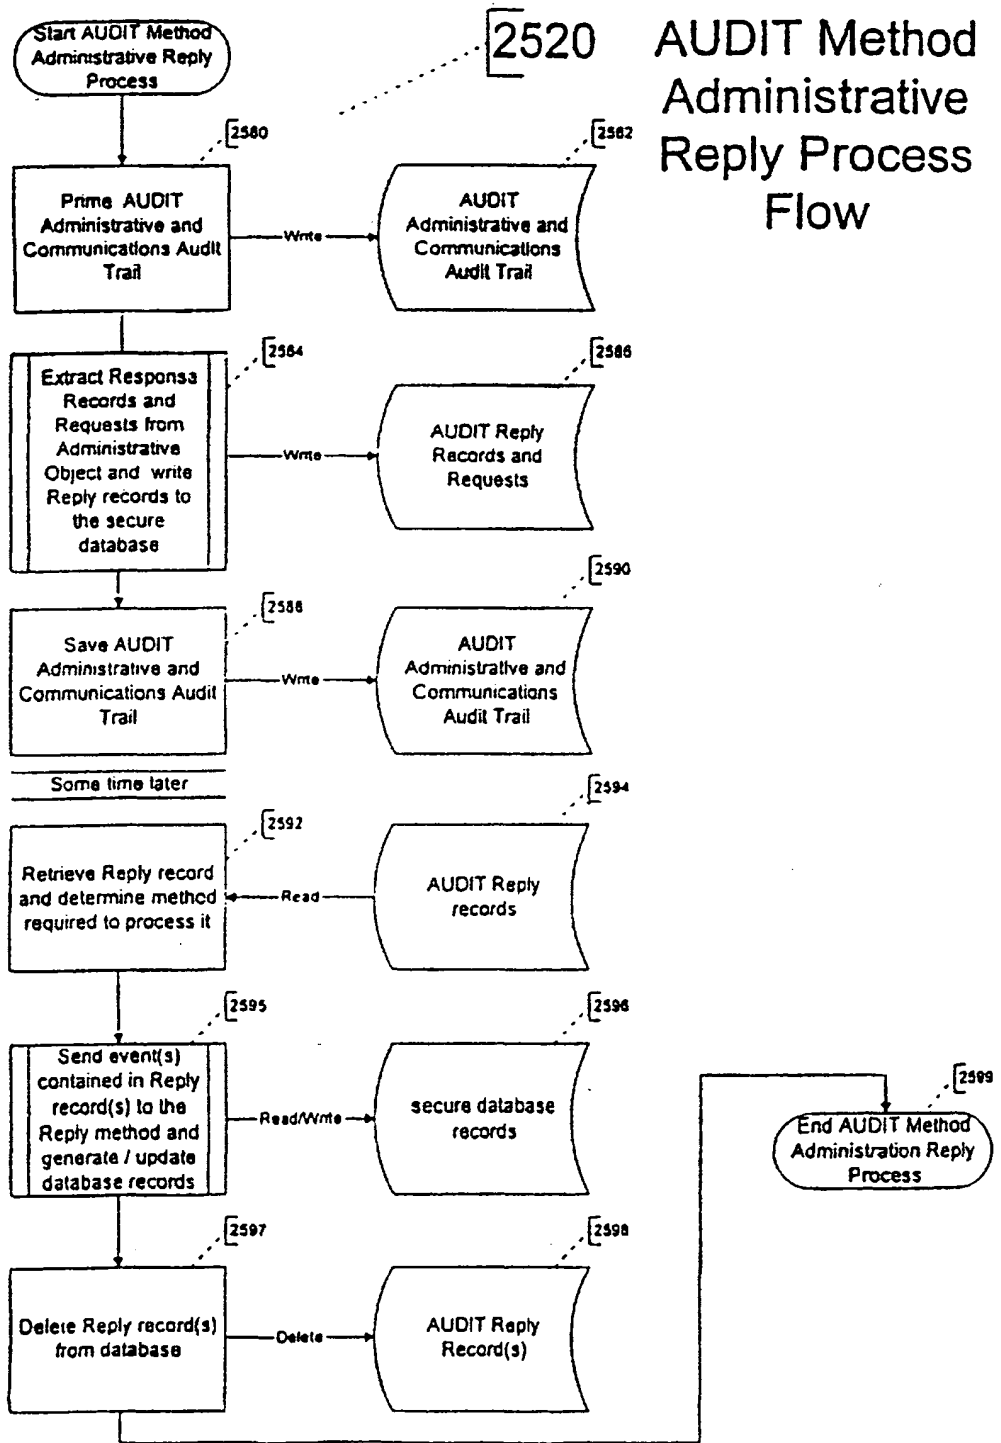 Start AUDIT Method
Administrative Reply
Process
2520
AUDIT Method
Administrative
Reply Process
Flow
2580
Prime AUDIT
Administrative and
Communications Audit
Trail
Write
2582
AUDIT
Administrative and
Communications
Audit Trail
2584
Extract Response
Records and
Requests from
Administrative
Object and write
Reply records to
the secure
database
Write
2586
AUDIT Reply
Records and
Requests
2588
Save AUDIT
Administrative and
Communications Audit
Trail
Write
2590
AUDIT
Administrative and
Communications
Audit Trail
Some time later
2592
Retrieve Reply record
and determine method
required to process it
Read
2594
AUDIT Reply
records
2595
Send event(s)
contained in Reply
record(s) to the
Reply method and
generate / update
database records
Read/Write
2596
secure database
records
2597
Delete Reply record(s)
from database
Delete
2598
AUDIT Reply
Record(s)
2599
End AUDIT Method
Administration Reply
Process